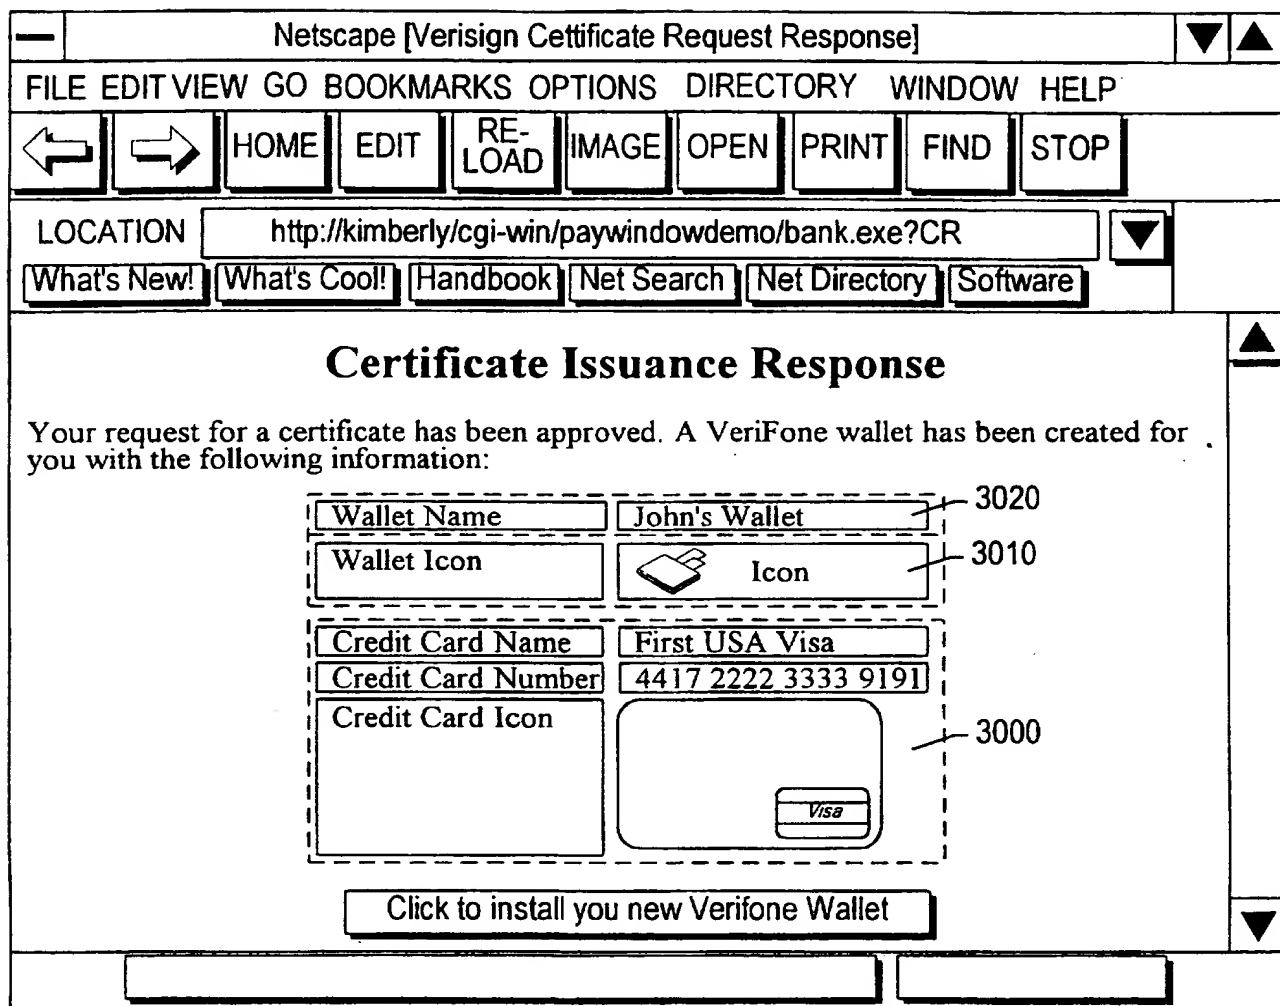 Netscape [Verisign Cettificate Request Response]
FILE EDIT VIEW GO BOOKMARKS OPTIONS DIRECTORY WINDOW HELP
HOME EDIT RE-LOAD IMAGE OPEN PRINT FIND STOP
LOCATION http://kimberly/cgi-win/paywindowdemo/bank.exe?CR
What's New! What's Cool! Handbook Net Search Net Directory Software
Certificate Issuance Response
Your request for a certificate has been approved. A VeriFone wallet has been created for
you with the following information:
Wallet Name John's Wallet 3020
Wallet Icon Icon 3010
Credit Card Name First USA Visa
Credit Card Number 4417 2222 3333 9191
Credit Card Icon 3000
Visa
Click to install you new Verifone Wallet